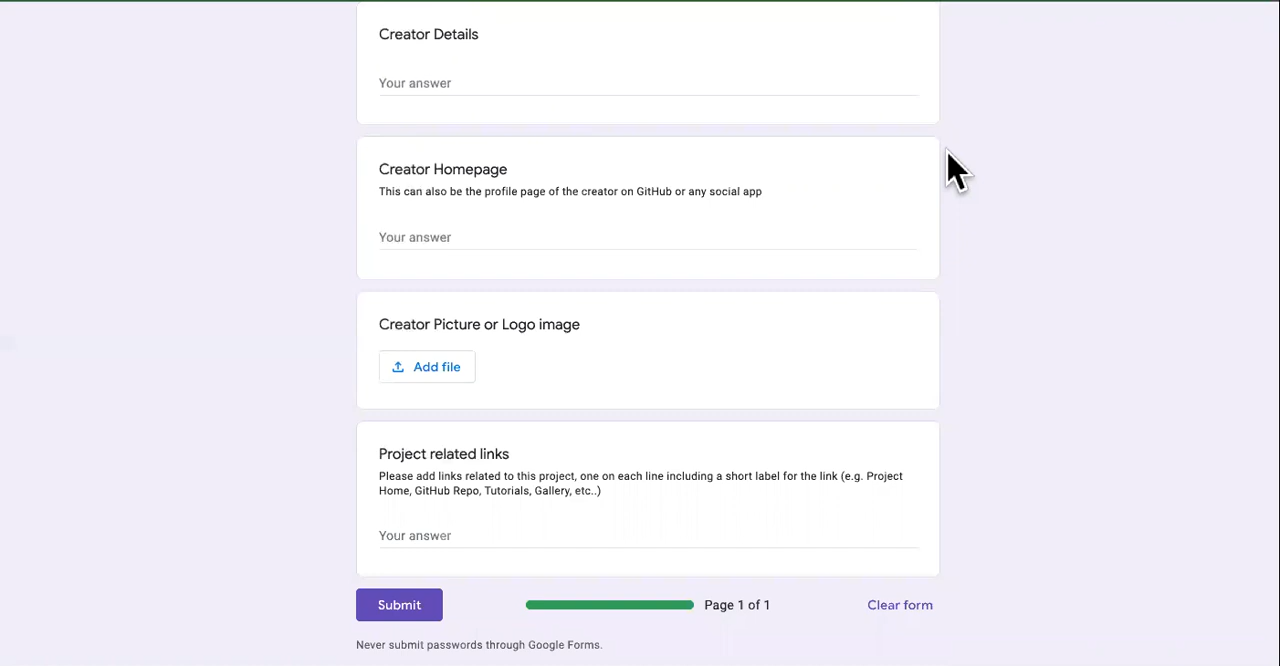 Creator Details
Your answer
Creator Homepage
This can also be the profile page of the creator on GitHub or any social app
Your answer
Creator Picture or Logo image
Add file
Project related links
Please add links related to this project, one on each line including a short label for the link (e.g. Project
Home, GitHub Repo, Tutorials, Gallery, etc..)
Your answer
Submit
Page 1 of 1
Clear form
Never submit passwords through Google Forms.